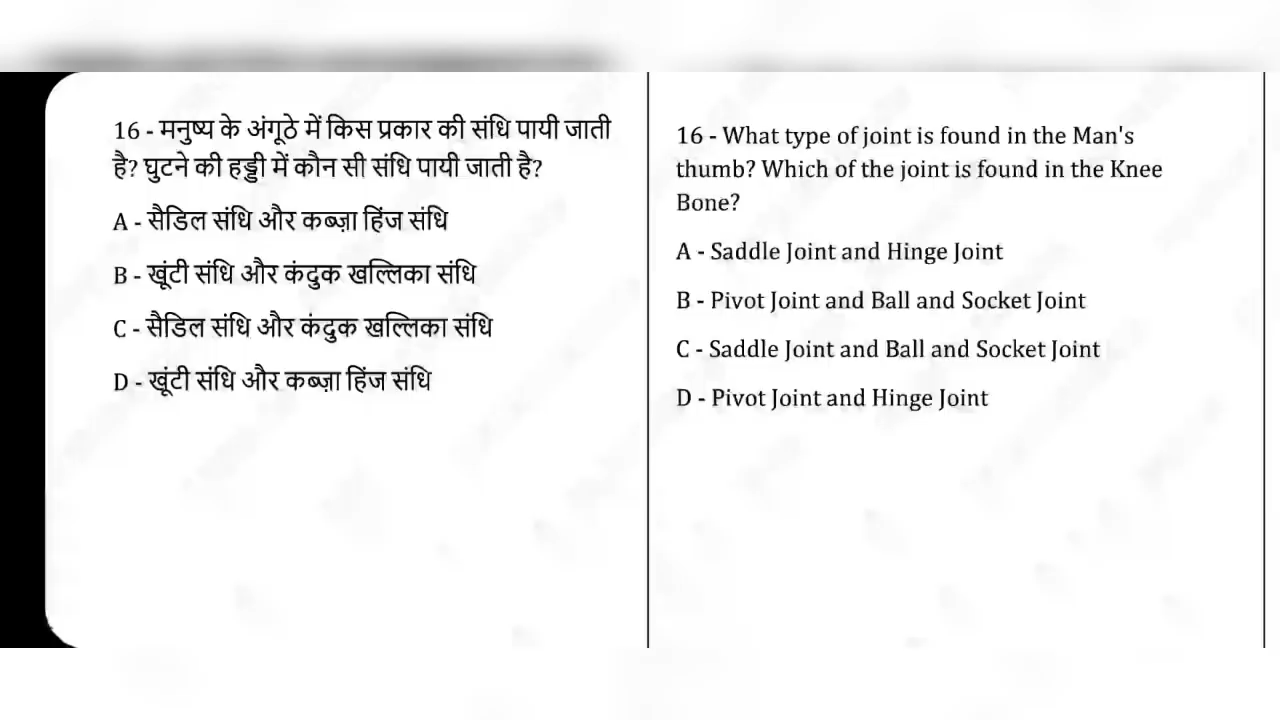 16 - मनुष्य के अंगूठे में किस प्रकार की संधि पायी जाती
है? घुटने की हड्डी में कौन सी संधि पायी जाती है?
A - सैडिल संधि और कब्ज़ा हिंज संधि
B - खूंटी संधि और कंदुक खल्लिका संधि
C - सैडिल संधि और कंदुक खल्लिका संधि
D - खूंटी संधि और कब्ज़ा हिंज संधि
16 - What type of joint is found in the Man's
thumb? Which of the joint is found in the Knee
Bone?
A - Saddle Joint and Hinge Joint
B - Pivot Joint and Ball and Socket Joint
C - Saddle Joint and Ball and Socket Joint
D - Pivot Joint and Hinge Joint